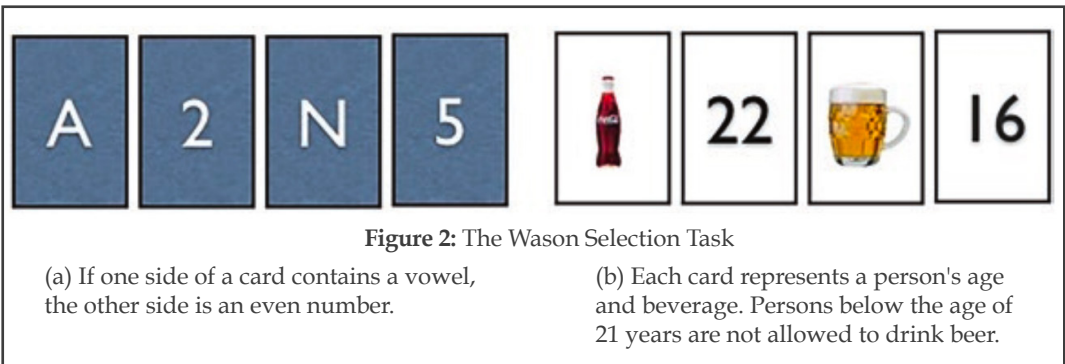 A 2 N 5 Coca-Cola 22 16
Figure 2: The Wason Selection Task
(a) If one side of a card contains a vowel,
the other side is an even number.
(b) Each card represents a person's age
and beverage. Persons below the age of
21 years are not allowed to drink beer.